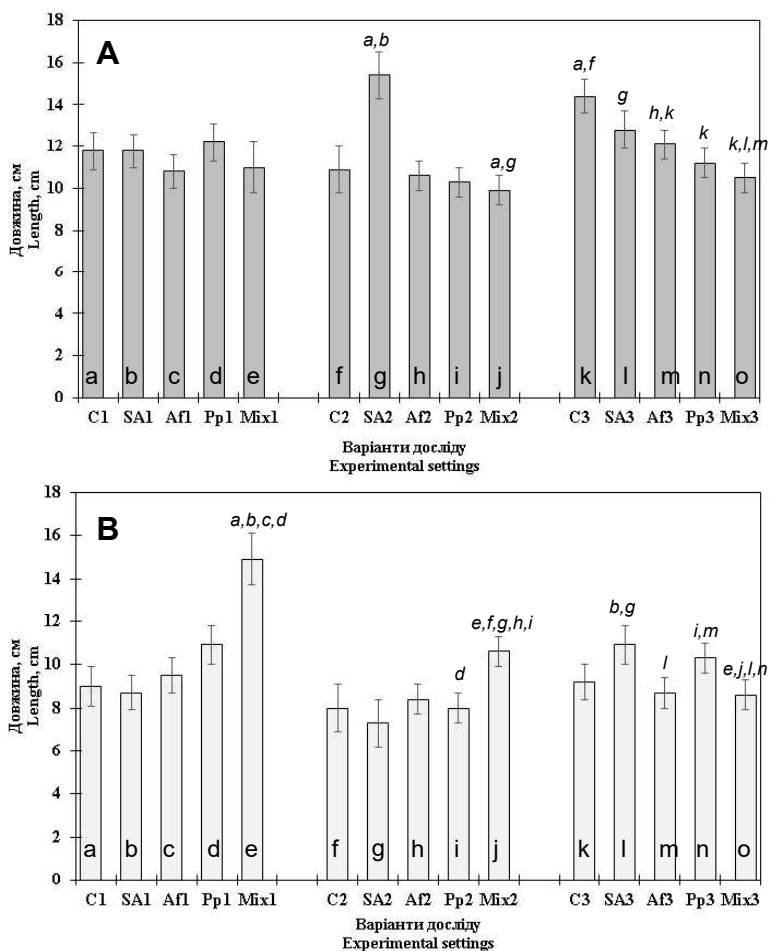 18
A
16
14
12
10
8
6
4
2
0
Довжина, см
Length, cm
a,b
a,g
a,f
g
h,k
k
k,l,m
a b c d e f g h i j k l m n o
C1 SA1 Af1 Pp1 Mix1 C2 SA2 Af2 Pp2 Mix2 C3 SA3 Af3 Pp3 Mix3
Варіанти досліду
Experimental settings
18
B
16
14
12
10
8
6
4
2
0
Довжина, см
Length, cm
a,b,c,d
d
e,f,g,h,i
b,g
l
i,m
e,j,l,n
a b c d e f g h i j k l m n o
C1 SA1 Af1 Pp1 Mix1 C2 SA2 Af2 Pp2 Mix2 C3 SA3 Af3 Pp3 Mix3
Варіанти досліду
Experimental settings